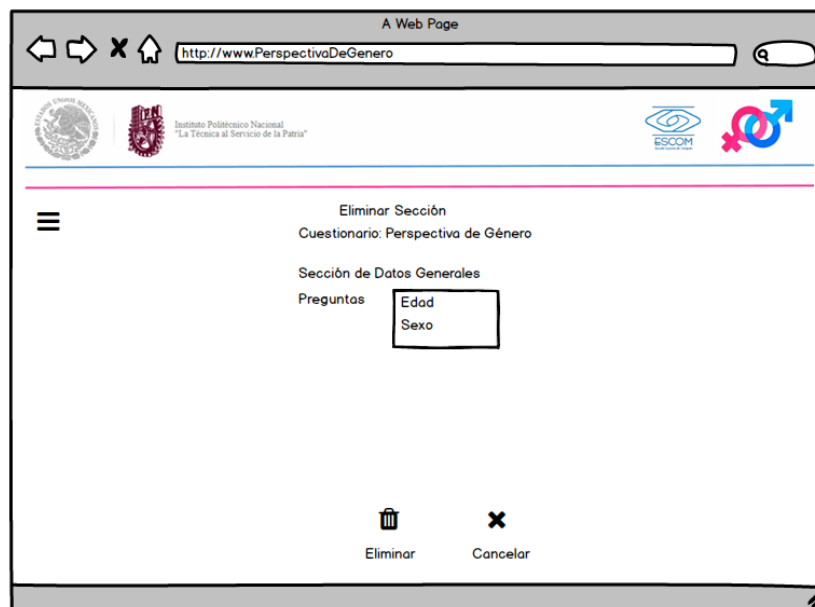 A Web Page
http://www.PerspectivaDeGenero
Instituto Politécnico Nacional
"La Técnica al Servicio de la Patria"
ESCOM
Eliminar Sección
Cuestionario: Perspectiva de Género
Sección de Datos Generales
Preguntas
Edad
Sexo
Eliminar
Cancelar